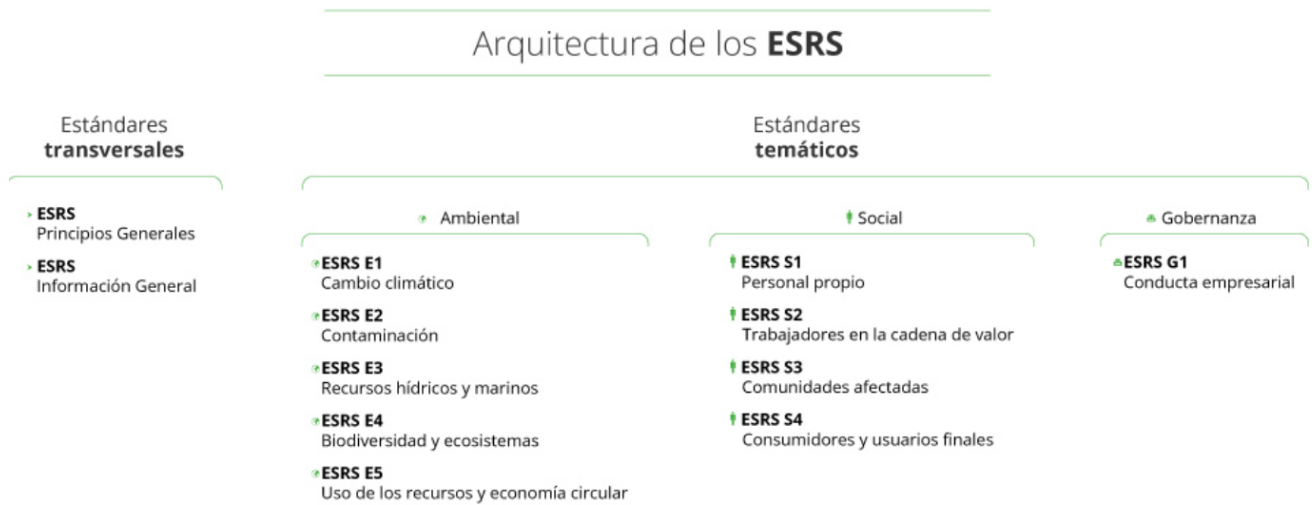 Arquitectura de los ESRS
Estándares
transversales
ESRS
Principios Generales
ESRS
Información General
Estándares
temáticos
Ambiental
ESRS E1
Cambio climático
ESRS E2
Contaminación
ESRS E3
Recursos hídricos y marinos
ESRS E4
Biodiversidad y ecosistemas
ESRS E5
Uso de los recursos y economía circular
Social
ESRS S1
Personal propio
ESRS S2
Trabajadores en la cadena de valor
ESRS S3
Comunidades afectadas
ESRS S4
Consumidores y usuarios finales
Gobernanza
ESRS G1
Conducta empresarial